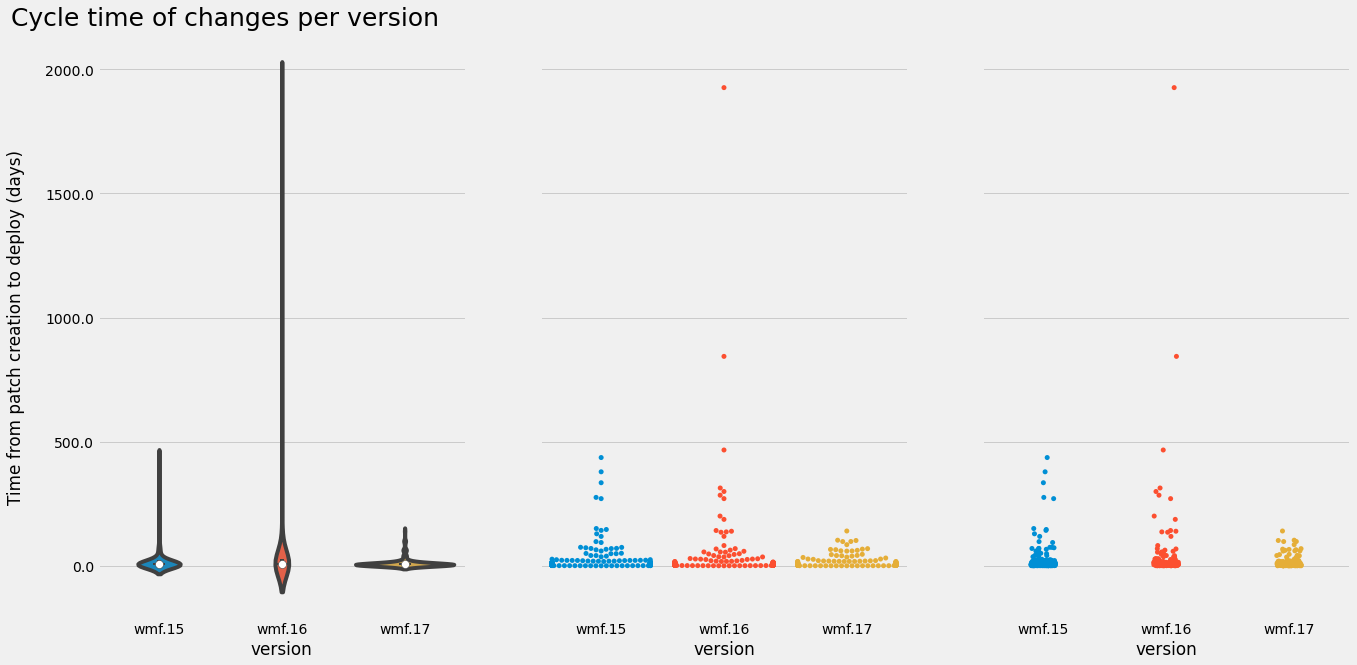 Cycle time of changes per version
Time from patch creation to deploy (days)
2000.0
1500.0
1000.0
500.0
0.0
wmf.15 wmf.16 wmf.17
version
wmf.15 wmf.16 wmf.17
version
wmf.15 wmf.16 wmf.17
version